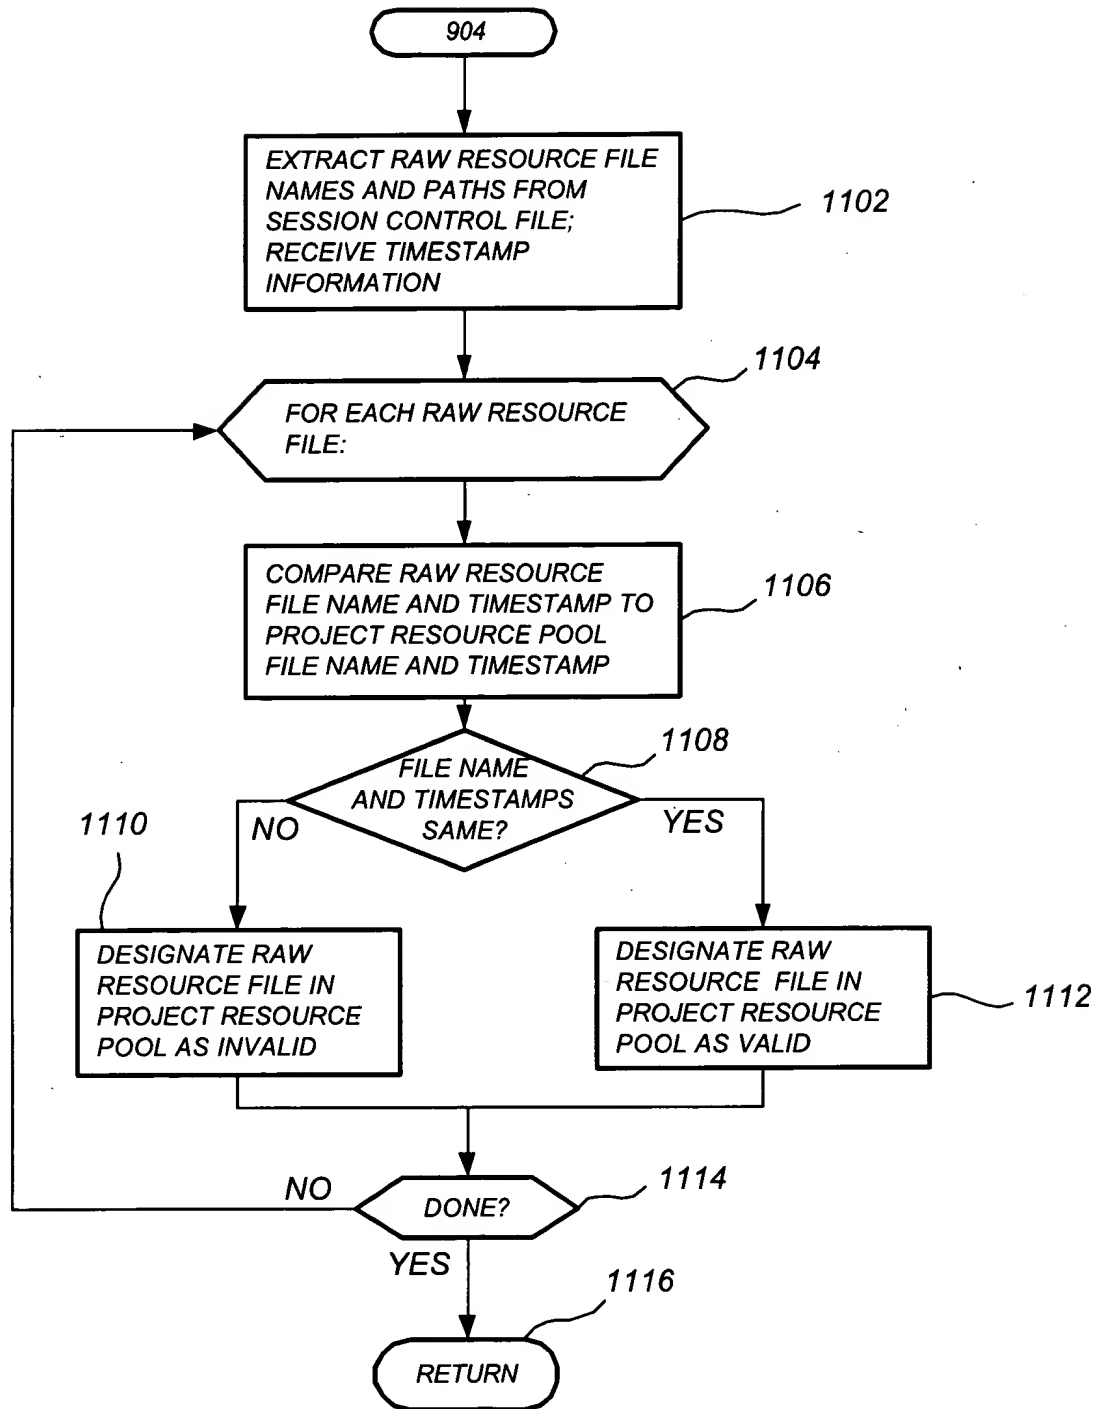 904
EXTRACT RAW RESOURCE FILE
NAMES AND PATHS FROM
SESSION CONTROL FILE;
RECEIVE TIMESTAMP
INFORMATION
1102
1104
FOR EACH RAW RESOURCE
FILE:
COMPARE RAW RESOURCE
FILE NAME AND TIMESTAMP TO
PROJECT RESOURCE POOL
FILE NAME AND TIMESTAMP
1106
1108
FILE NAME
AND TIMESTAMPS
SAME?
1110
NO
YES
DESIGNATE RAW
RESOURCE FILE IN
PROJECT RESOURCE
POOL AS INVALID
DESIGNATE RAW
RESOURCE FILE IN
PROJECT RESOURCE
POOL AS VALID
1112
1114
NO
DONE?
YES
1116
RETURN